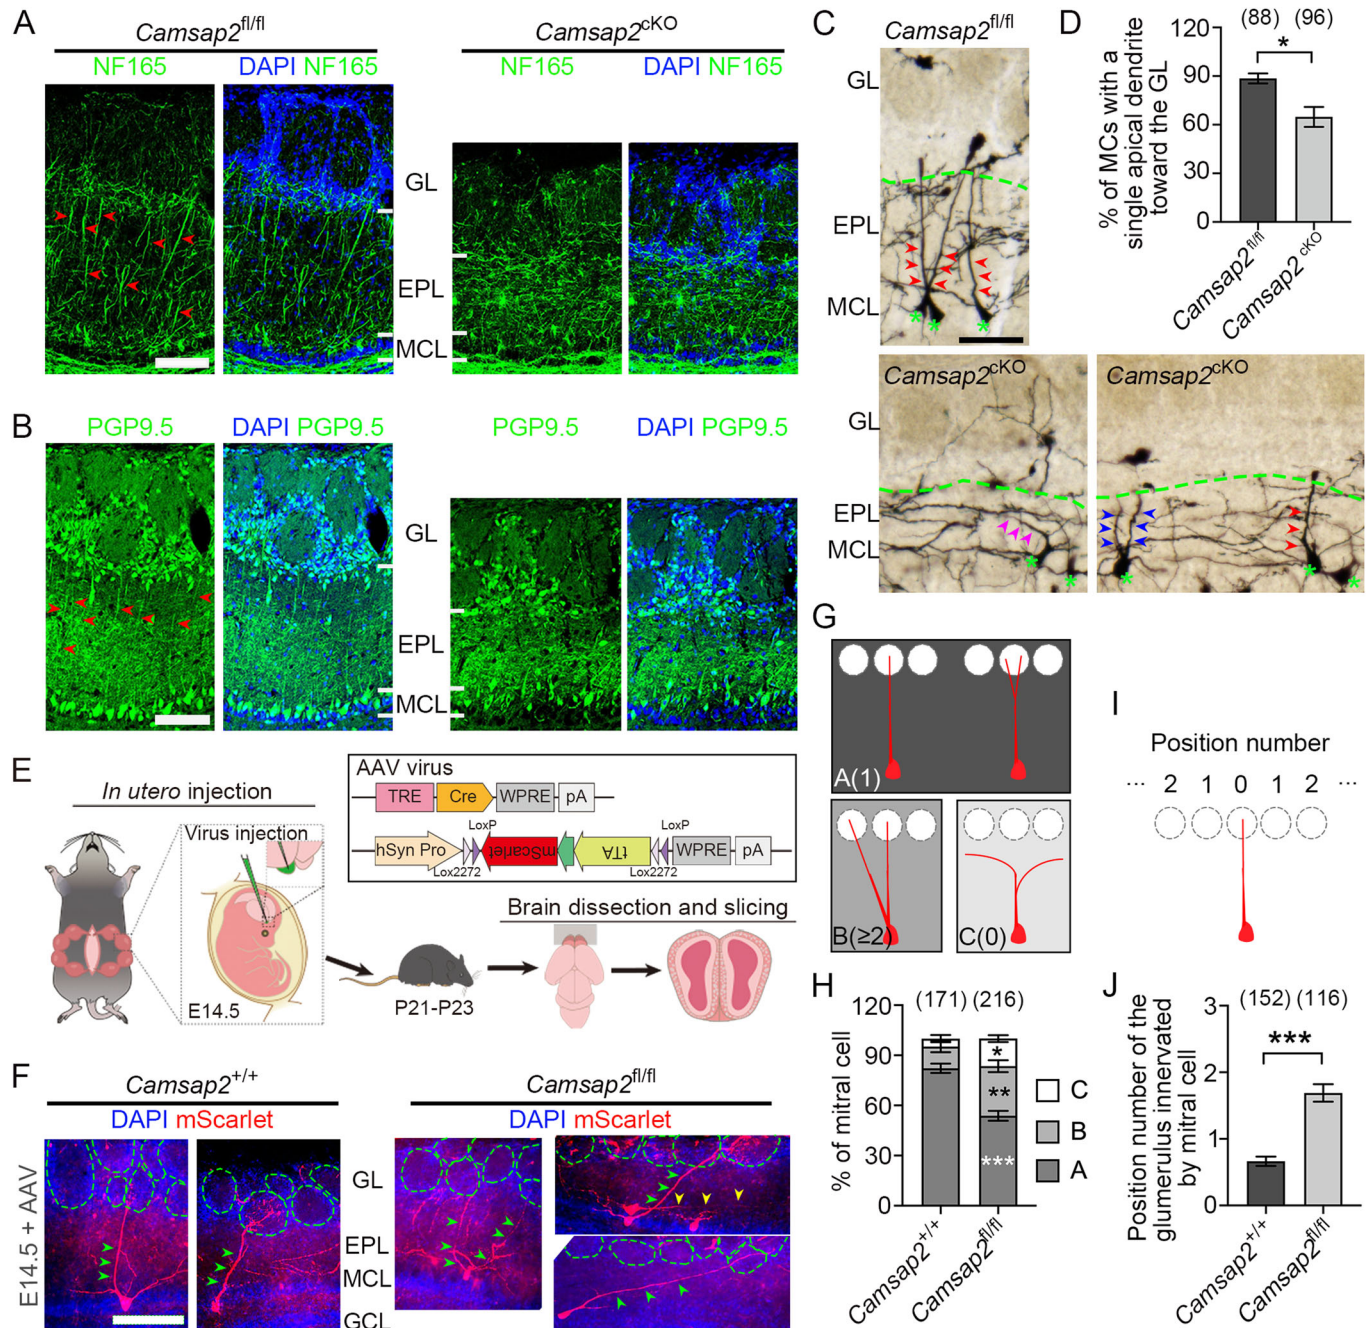 A
Camsap2fl/fl
Camsap2cKO
NF165
DAPI NF165
NF165
DAPI NF165
GL
EPL
MCL
B
PGP9.5
DAPI PGP9.5
PGP9.5
DAPI PGP9.5
GL
EPL
MCL
C
Camsap2fl/fl
GL
EPL
MCL
*
*
*
Camsap2cKO
Camsap2cKO
GL
EPL
MCL
*
*
*
*
*
D
(88)
(96)
*
120
90
60
30
0
% of MCs with a
single apical dendrite
toward the GL
Camsap2fl/fl
Camsap2cKO
E
In utero injection
Virus injection
E14.5
AAV virus
TRE
Cre
WPRE
pA
LoxP
LoxP
hSyn Pro
mScarlet
tTA
WPRE
pA
Lox2272
Lox2272
P21-P23
Brain dissection and slicing
F
Camsap2+/+
Camsap2fl/fl
DAPI mScarlet
DAPI mScarlet
E14.5 + AAV
GL
EPL
MCL
GCL
G
A(1)
B(≥2)
C(0)
H
(171)
(216)
120
90
60
30
0
% of mitral cell
*
**
***
C
B
A
Camsap2+/+
Camsap2fl/fl
I
Position number
... 2 1 0 1 2 ...
J
(152)
(116)
***
3
2
1
0
Position number of the
glumerulus innervated
by mitral cell
Camsap2+/+
Camsap2fl/fl